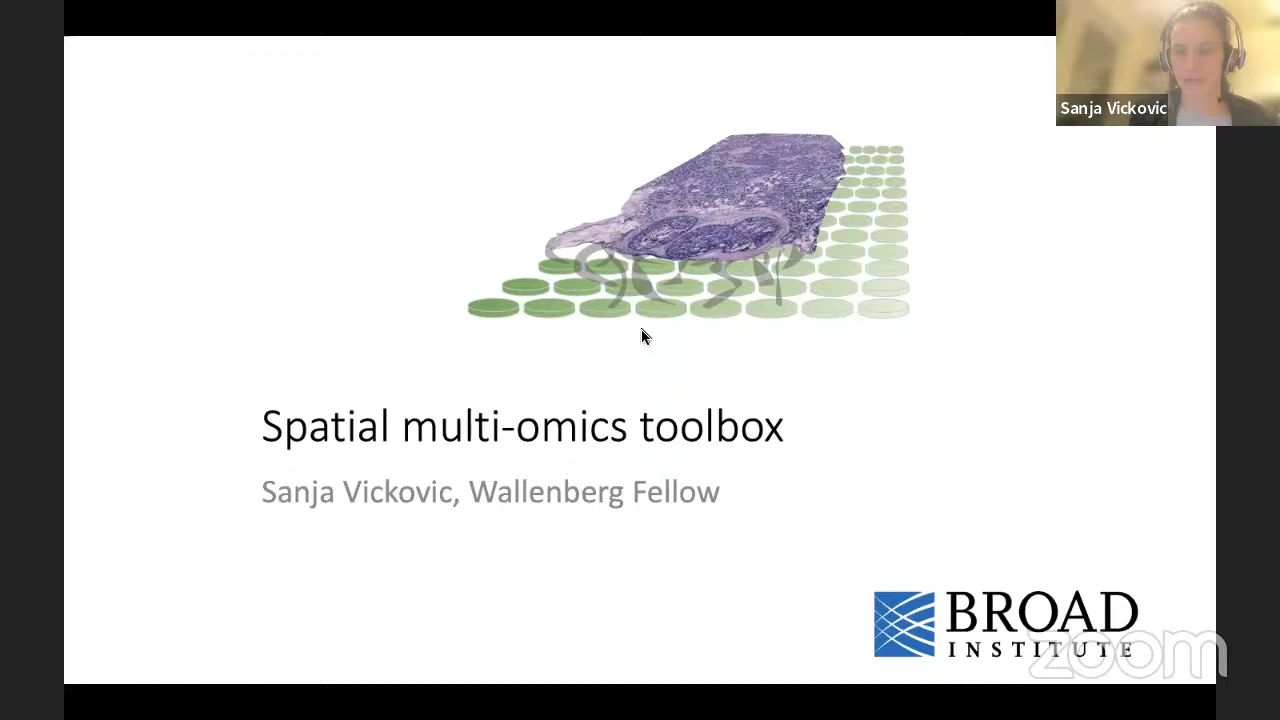 Sanja Vickovic
Spatial multi-omics toolbox
Sanja Vickovic, Wallenberg Fellow
BROAD
INSTITUTE
zoom